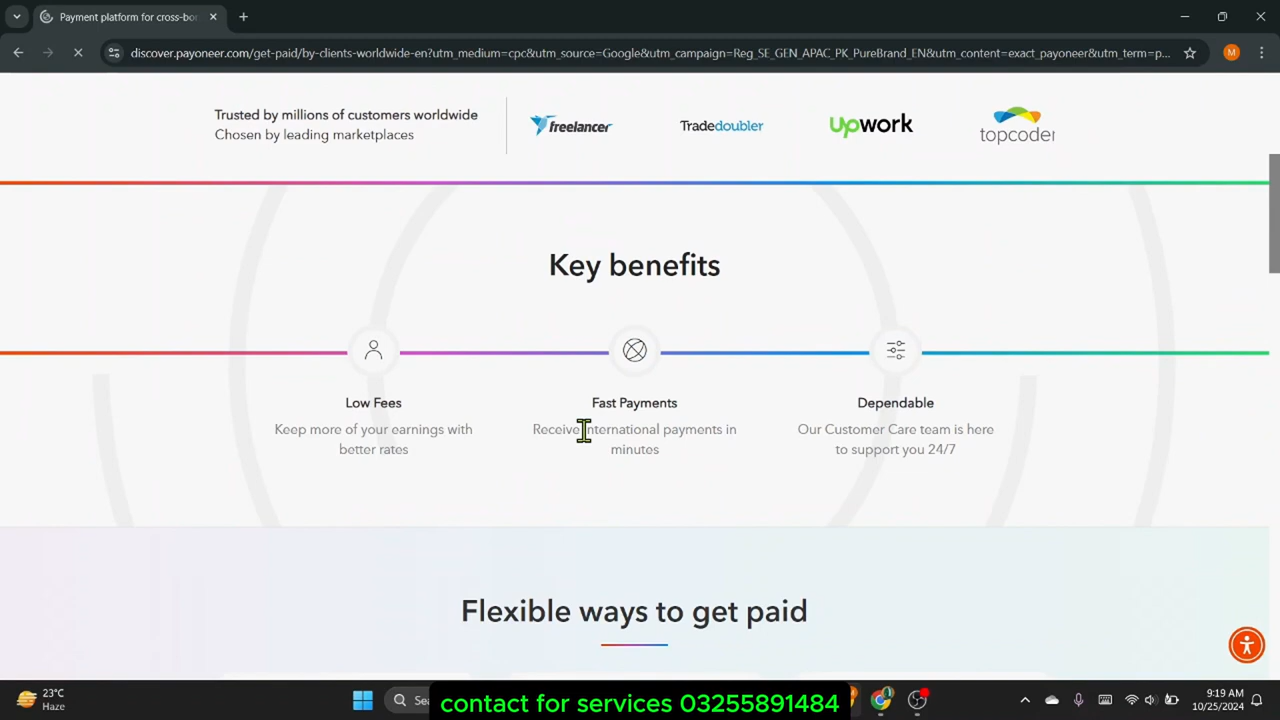 Payment platform for cross-bor
discover.payoneer.com/get-paid/by-clients-worldwide-en?utm_medium=cpc&utm_source=Google&utm_campaign=Reg_SE_GEN_APAC_PK_PureBrand_EN&utm_content=exact_payoneer&utm_term=p...
M
Trusted by millions of customers worldwide
Chosen by leading marketplaces
freelancer
Tradedoubler
upwork
topcoder
Key benefits
Low Fees
Keep more of your earnings with
better rates
Fast Payments
Receive international payments in
minutes
Dependable
Our Customer Care team is here
to support you 24/7
Flexible ways to get paid
23°C
Haze
Sea
contact for services 03255891484
9:19 AM
10/25/2024